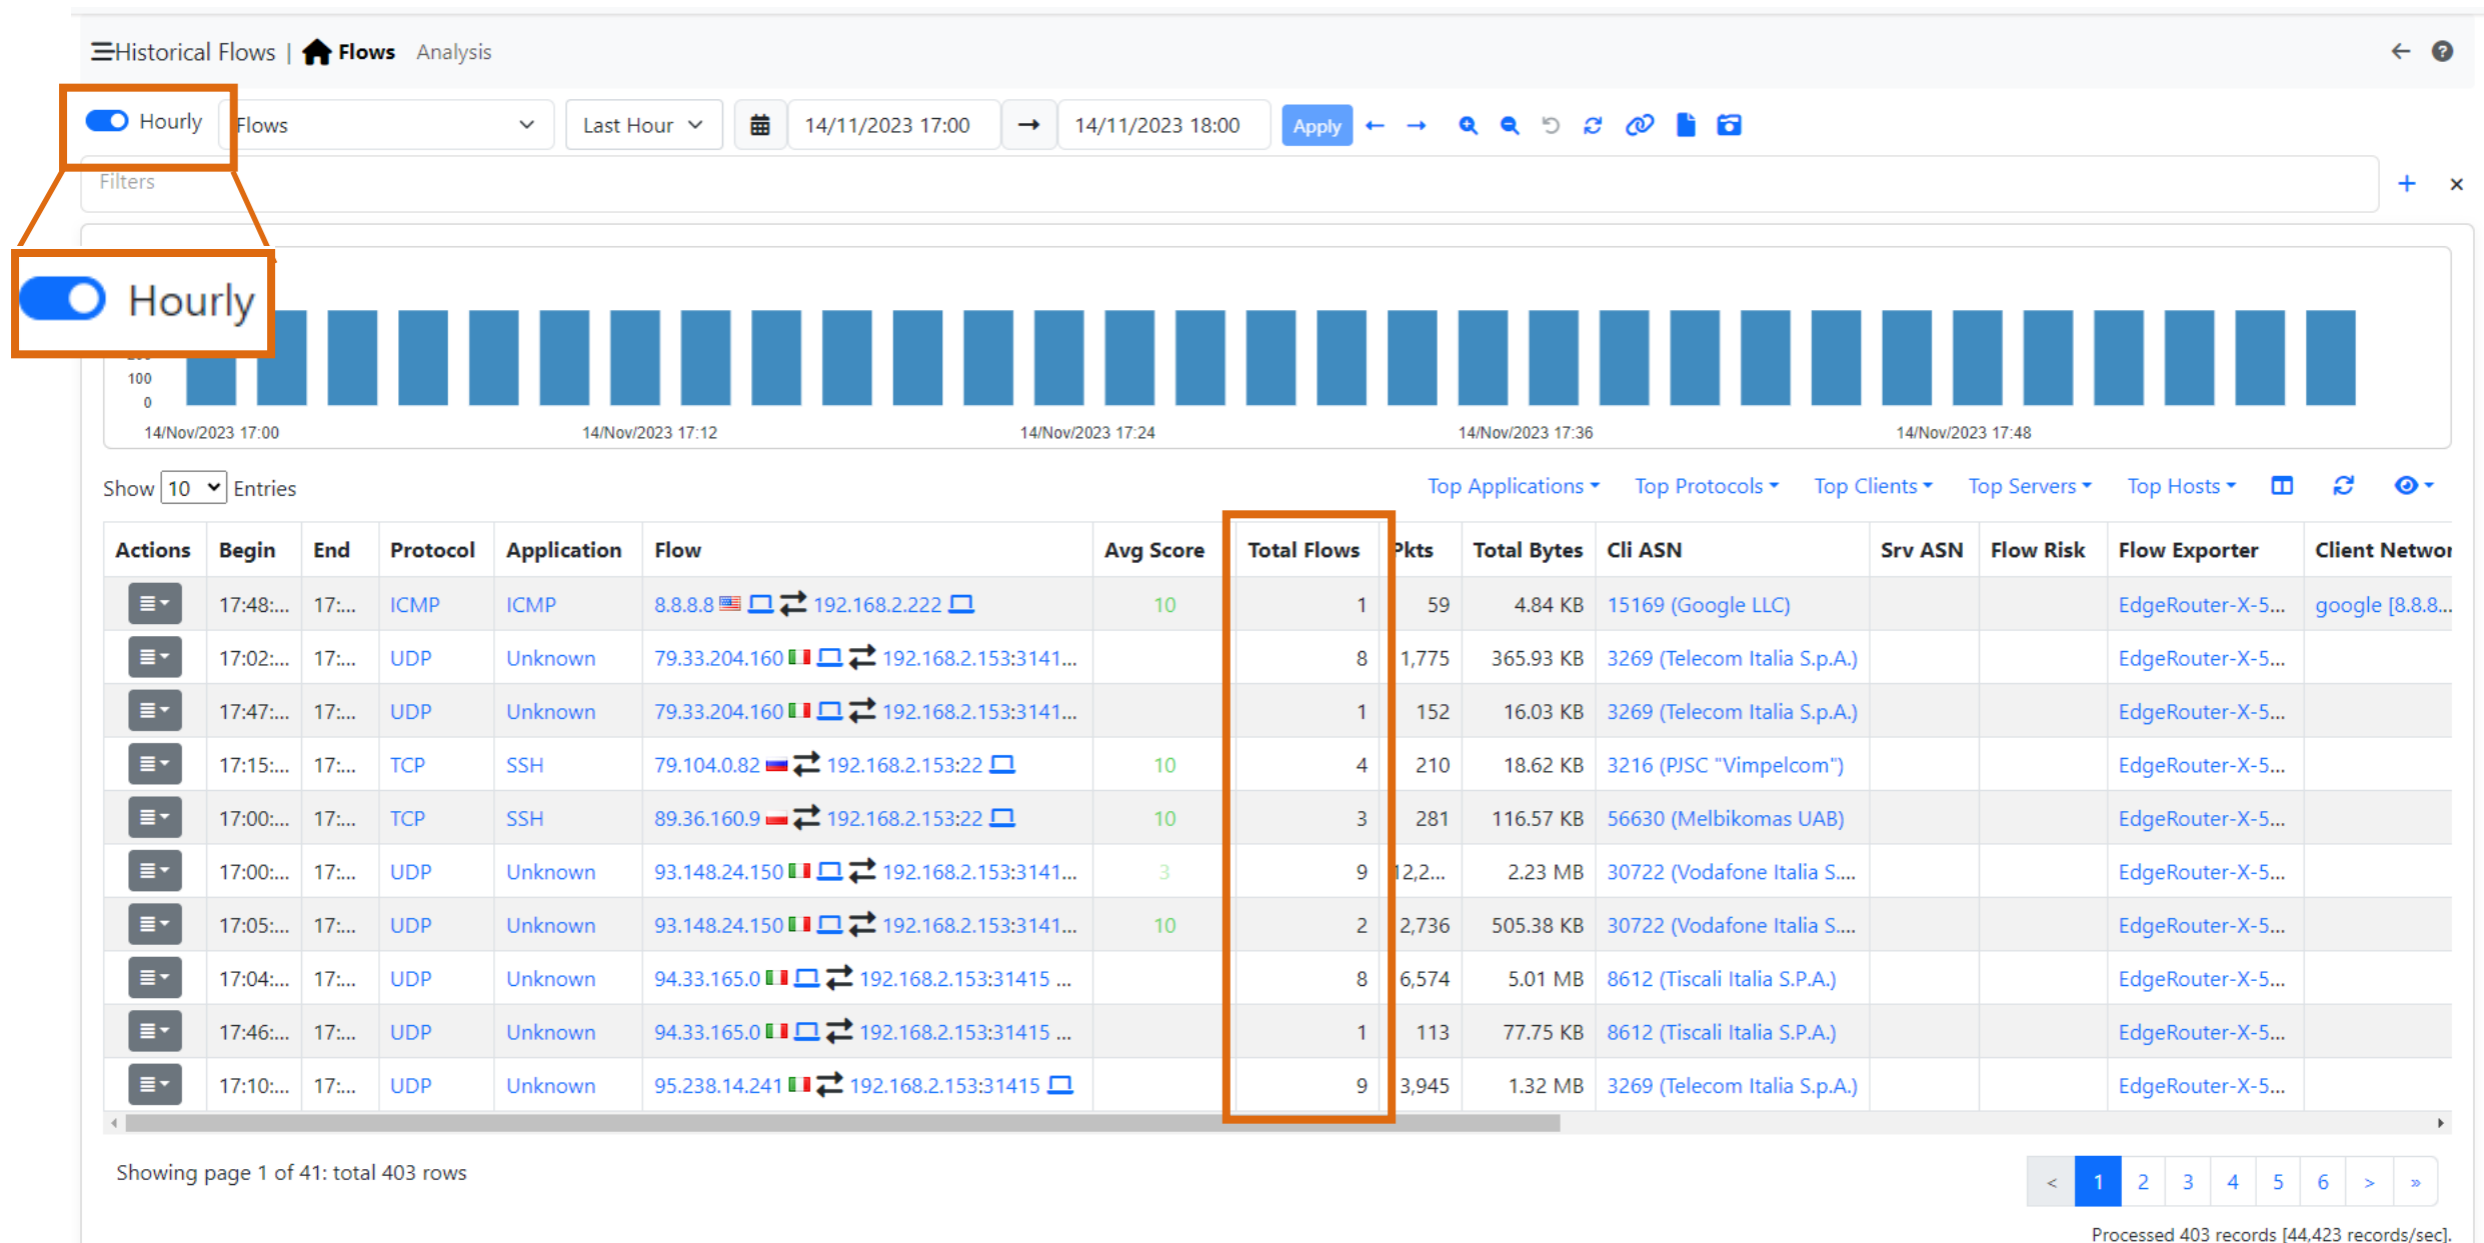 Historical Flows | Flows Analysis
Hourly Flows Last Hour 14/11/2023 17:00 → 14/11/2023 18:00 Apply
Filters
Hourly
100
0
14/Nov/2023 17:00 14/Nov/2023 17:12 14/Nov/2023 17:24 14/Nov/2023 17:36 14/Nov/2023 17:48
Show 10 Entries Top Applications Top Protocols Top Clients Top Servers Top Hosts
Actions Begin End Protocol Application Flow Avg Score Total Flows Pkts Total Bytes Cli ASN Srv ASN Flow Risk Flow Exporter Client Networ
17:48:... 17:... ICMP ICMP 8.8.8.8 192.168.2.222 10 1 59 4.84 KB 15169 (Google LLC) EdgeRouter-X-5... google [8.8.8...
17:02:... 17:... UDP Unknown 79.33.204.160 192.168.2.153:3141... 8 1,775 365.93 KB 3269 (Telecom Italia S.p.A.) EdgeRouter-X-5...
17:47:... 17:... UDP Unknown 79.33.204.160 192.168.2.153:3141... 1 152 16.03 KB 3269 (Telecom Italia S.p.A.) EdgeRouter-X-5...
17:15:... 17:... TCP SSH 79.104.0.82 192.168.2.153:22 10 4 210 18.62 KB 3216 (PJSC "Vimpelcom") EdgeRouter-X-5...
17:00:... 17:... TCP SSH 89.36.160.9 192.168.2.153:22 10 3 281 116.57 KB 56630 (Melbikomas UAB) EdgeRouter-X-5...
17:00:... 17:... UDP Unknown 93.148.24.150 192.168.2.153:3141... 3 9 12,2... 2.23 MB 30722 (Vodafone Italia S.... EdgeRouter-X-5...
17:05:... 17:... UDP Unknown 93.148.24.150 192.168.2.153:3141... 10 2 2,736 505.38 KB 30722 (Vodafone Italia S.... EdgeRouter-X-5...
17:04:... 17:... UDP Unknown 94.33.165.0 192.168.2.153:31415 ... 8 6,574 5.01 MB 8612 (Tiscali Italia S.P.A.) EdgeRouter-X-5...
17:46:... 17:... UDP Unknown 94.33.165.0 192.168.2.153:31415 ... 1 113 77.75 KB 8612 (Tiscali Italia S.P.A.) EdgeRouter-X-5...
17:10:... 17:... UDP Unknown 95.238.14.241 192.168.2.153:31415 9 3,945 1.32 MB 3269 (Telecom Italia S.p.A.) EdgeRouter-X-5...
Showing page 1 of 41: total 403 rows
< 1 2 3 4 5 6 > »
Processed 403 records [44,423 records/sec].